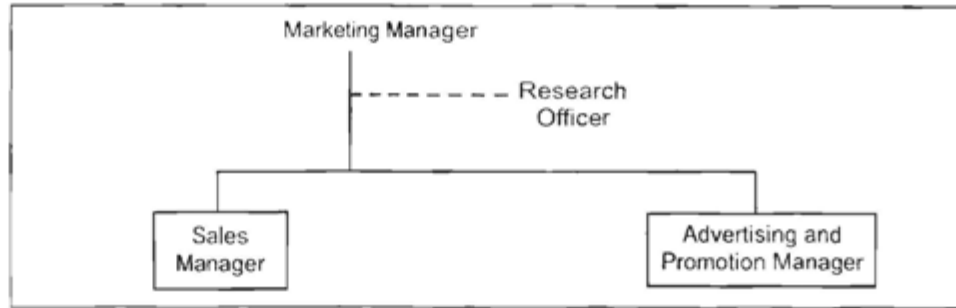 Marketing Manager
Research
Officer
Sales
Manager
Advertising and
Promotion Manager